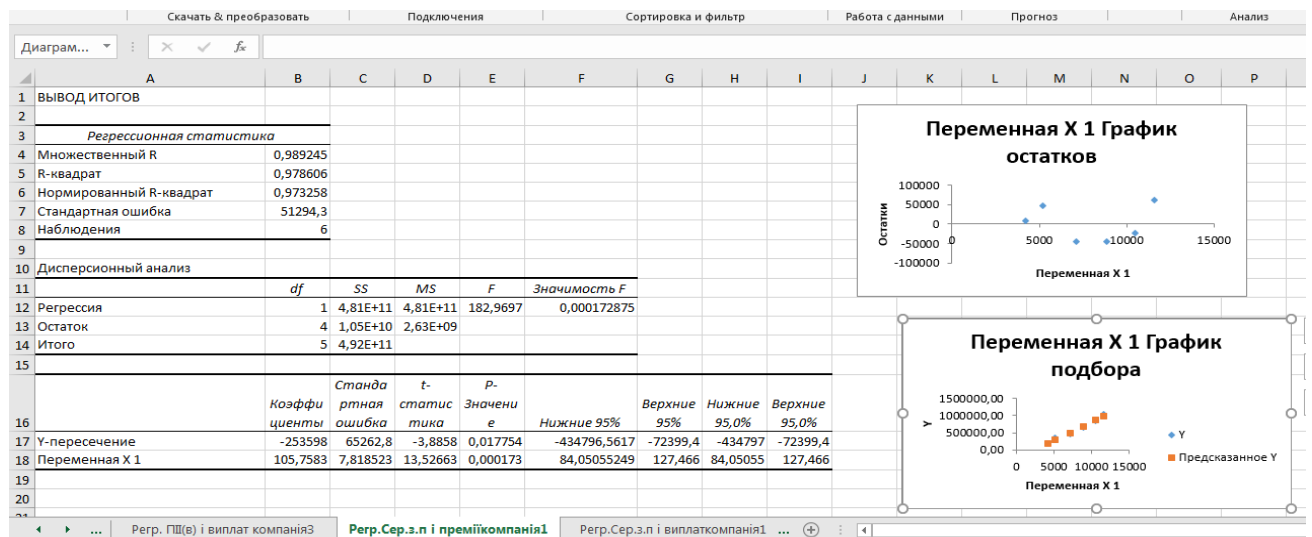 Скачать & преобразовать Подключения Сортировка и фильтр Работа с данными Прогноз Анализ
Диаграм... fx
A B C D E F G H I J K L M N O P
1 ВЫВОД ИТОГОВ
2
3 Регрессионная статистика
4 Множественный R 0,989245
5 R-квадрат 0,978606
6 Нормированный R-квадрат 0,973258
7 Стандартная ошибка 51294,3
8 Наблюдения 6
9
10 Дисперсионный анализ
11 df SS MS F Значимость F
12 Регрессия 1 4,81E+11 4,81E+11 182,9697 0,000172875
13 Остаток 4 1,05E+10 2,63E+09
14 Итого 5 4,92E+11
15
Станда t- P-
Коэффи ртная статис Значени Верхние Нижние Верхние
16 циенты ошибка тика е Нижние 95% 95% 95,0% 95,0%
17 Y-пересечение -253598 65262,8 -3,8858 0,017754 -434796,5617 -72399,4 -434797 -72399,4
18 Переменная X 1 105,7583 7,818523 13,52663 0,000173 84,05055249 127,466 84,05055 127,466
19
20
Переменная X 1 График
остатков
100000
50000
0
-50000
-100000
Остатки
0 5000 10000 15000
Переменная X 1
Переменная X 1 График
подбора
1500000,00
1000000,00
500000,00
0,00
Y
0 5000 10000 15000
Переменная X 1
Y
Предсказанное Y
... Регр. ПІІ(в) і виплат компанія3 Регр.Сер.з.п і преміїкомпанія1 Регр.Сер.з.п і виплаткомпанія1 ...